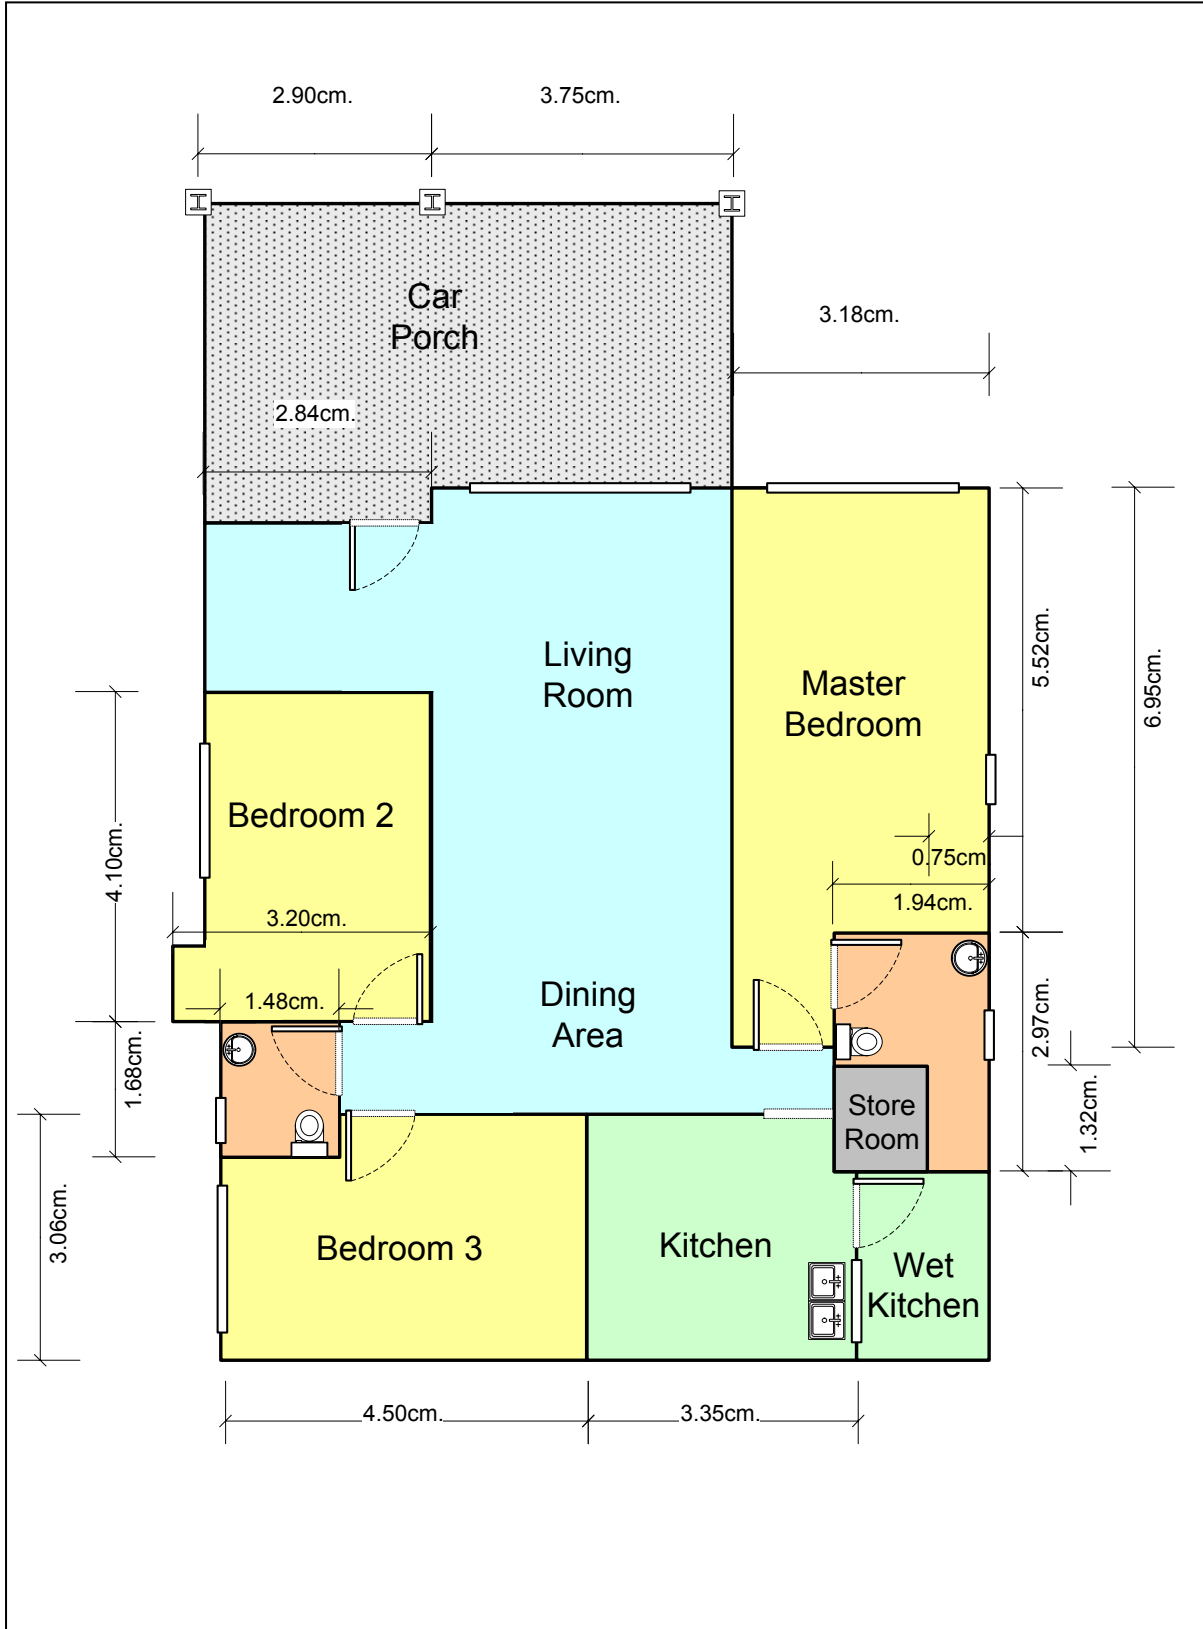 2.90cm.
3.75cm.
Car
Porch
3.18cm.
2.84cm.
Living
Room
Master
Bedroom
5.52cm.
6.95cm.
Bedroom 2
4.10cm.
0.75cm
1.94cm.
3.20cm.
Dining
Area
1.48cm.
1.68cm.
2.97cm.
Store
Room
1.32cm.
3.06cm.
Bedroom 3
Kitchen
Wet
Kitchen
4.50cm.
3.35cm.